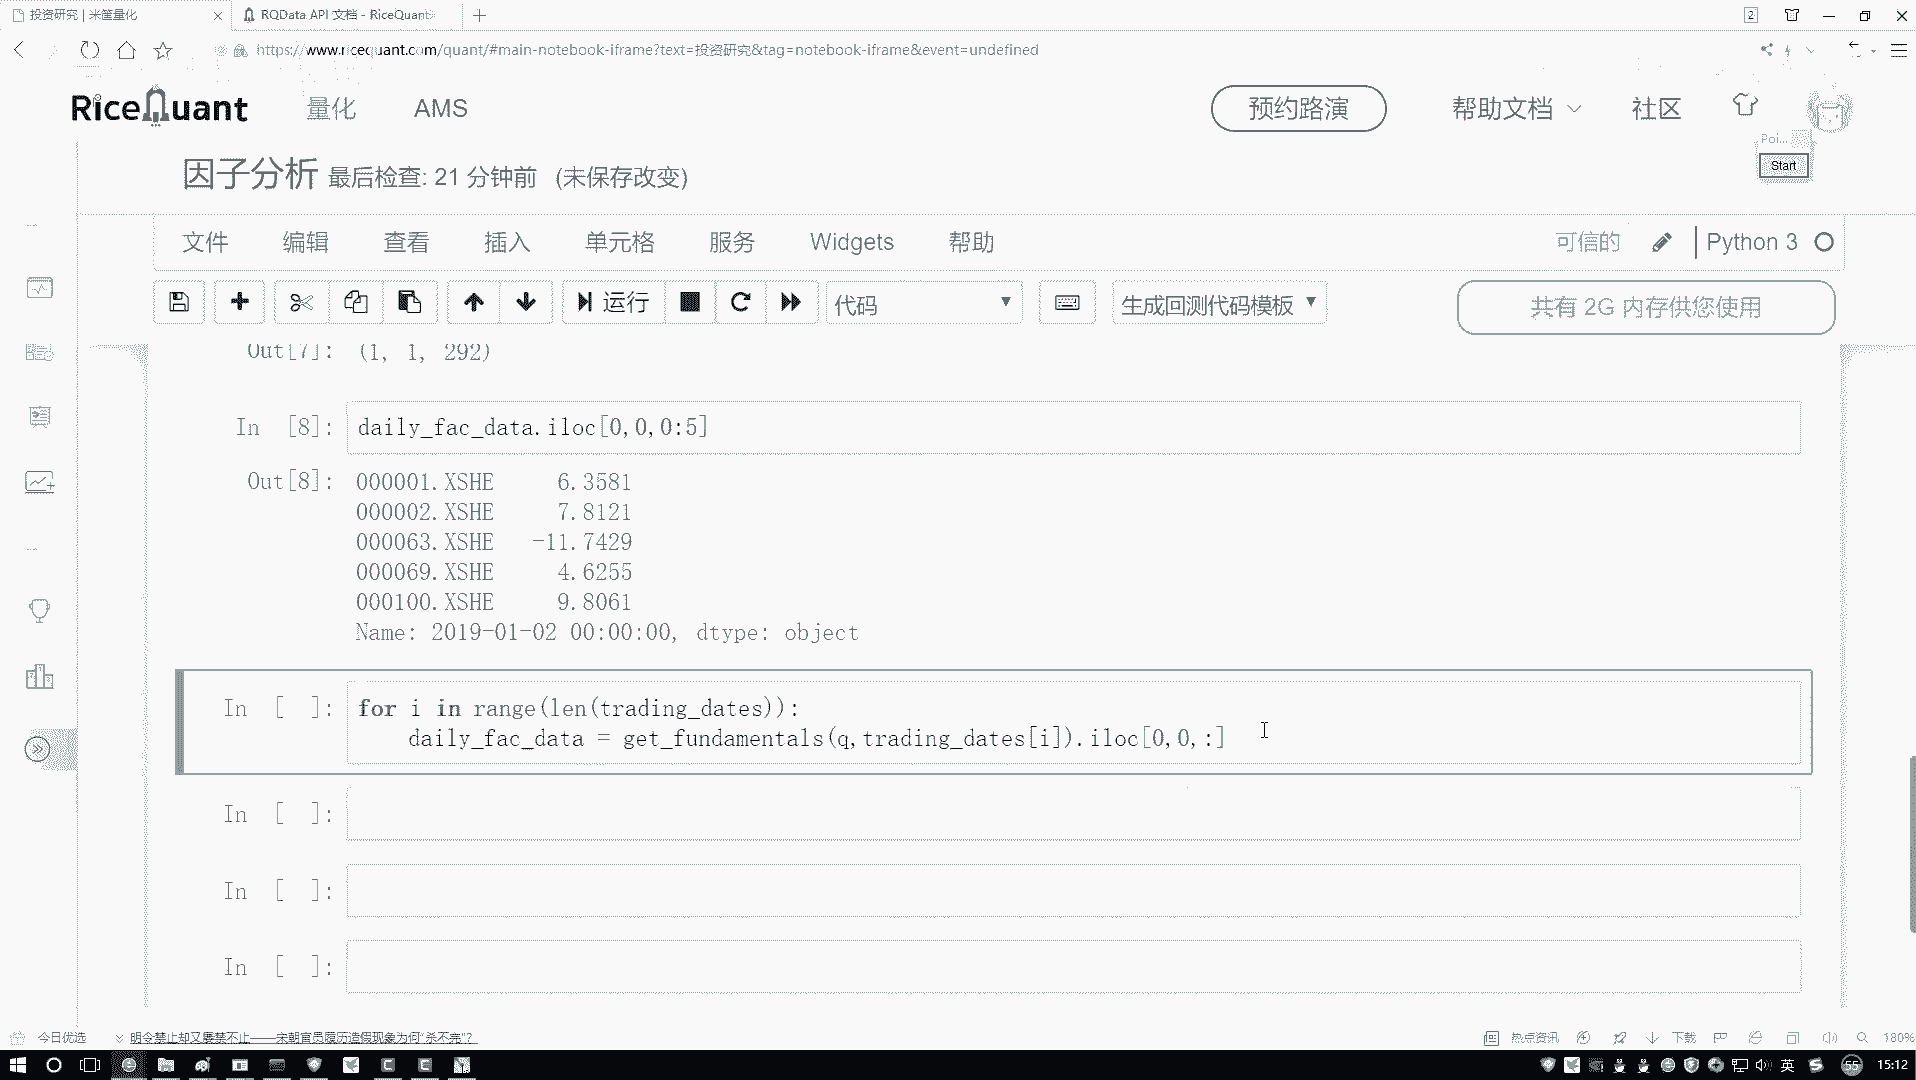 投资研究 | 米筐量化
RQData API 文档 - RiceQuant
2
https://www.ricequant.com/quant/#main-notebook-iframe?text=投资研究&tag=notebook-iframe&event=undefined
RiceQuant 量化 AMS 预约路演 帮助文档 社区
Poi...
Start
因子分析 最后检查: 21 分钟前 (未保存改变)
文件 编辑 查看 插入 单元格 服务 Widgets 帮助 可信的 Python 3
运行 代码 生成回测代码模板 共有 2G 内存供您使用
Out[7]: (1, 1, 292)
In [8]: daily_fac_data.iloc[0,0,0:5]
Out[8]: 000001.XSHE 6.3581
000002.XSHE 7.8121
000063.XSHE -11.7429
000069.XSHE 4.6255
000100.XSHE 9.8061
Name: 2019-01-02 00:00:00, dtype: object
In [ ]: for i in range(len(trading_dates)):
daily_fac_data = get_fundamentals(q,trading_dates[i]).iloc[0,0,:]
In [ ]:
In [ ]:
In [ ]:
今日优选 明令禁止却又屡禁不止——宋朝官员履历造假现象为何"杀不完"? 热点资讯 下载 180%
英 55 15:12